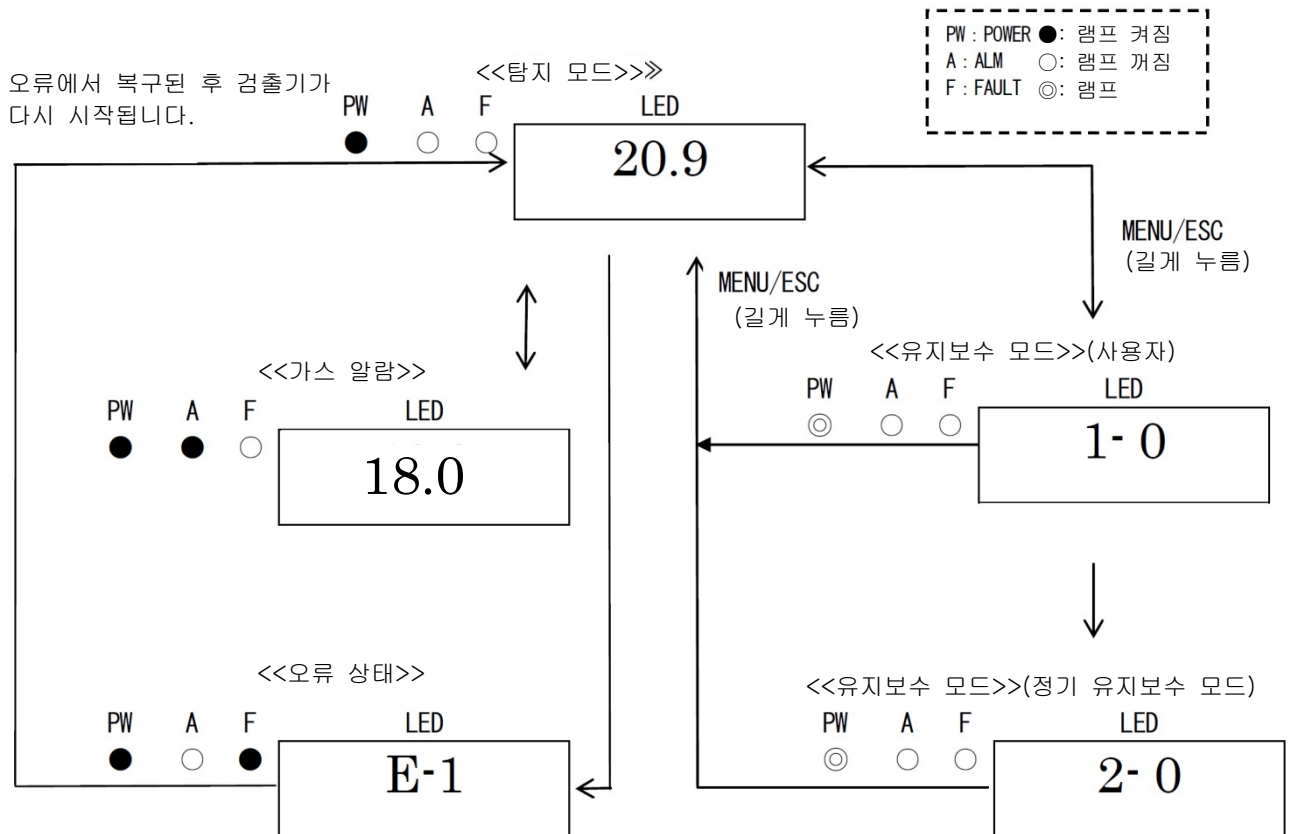 PW : POWER ●: 램프 켜짐
A : ALM ○: 램프 꺼짐
F : FAULT ◎: 램프
오류에서 복구된 후 검출기가
다시 시작됩니다.
<<탐지 모드>>≫
PW A F LED
● ○ ○
20.9
MENU/ESC
(길게 누름)
MENU/ESC
(길게 누름)
<<가스 알람>>
PW A F LED
● ● ○
18.0
<<유지보수 모드>>(사용자)
PW A F LED
◎ ○ ○
1- 0
<<오류 상태>>
PW A F LED
● ○ ●
E-1
<<유지보수 모드>>(정기 유지보수 모드)
PW A F LED
◎ ○ ○
2- 0